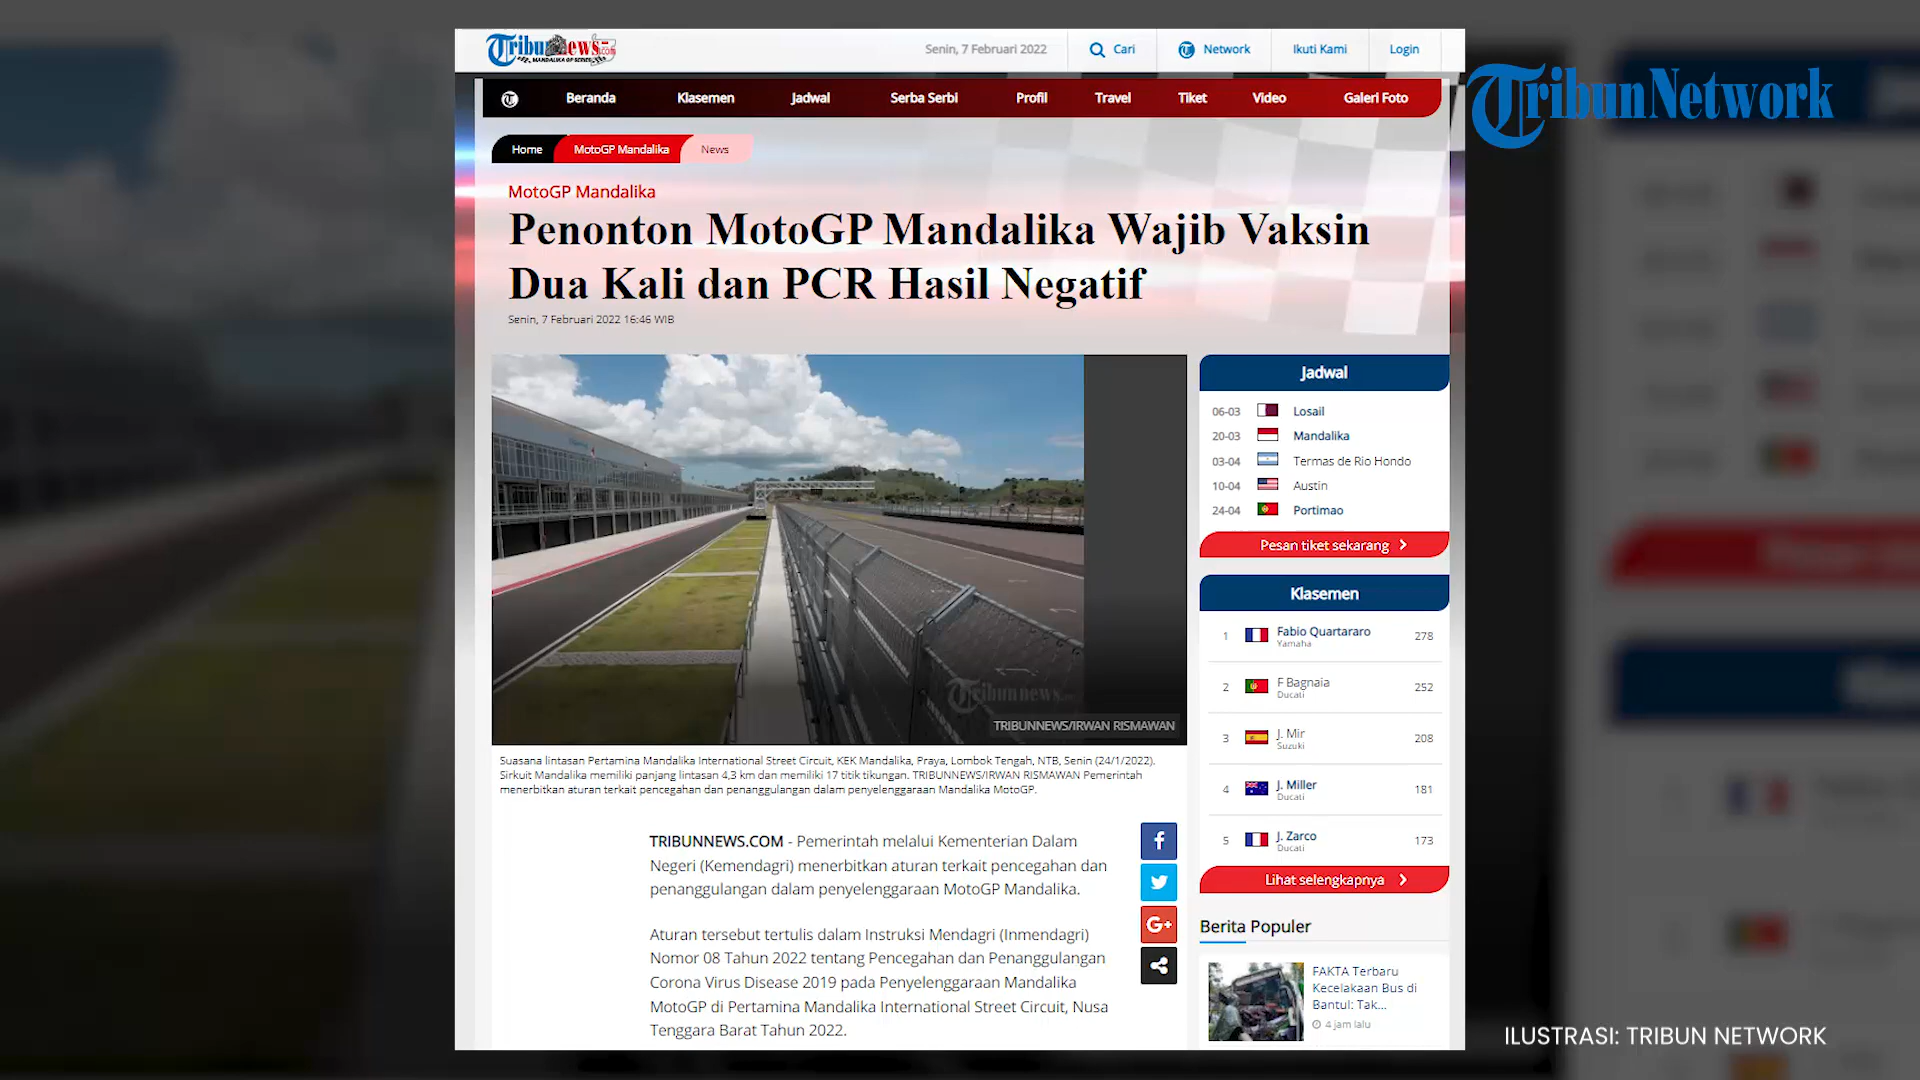 Tribunnews.com
MANDALIKA GP SERIES
Senin, 7 Februari 2022
Cari
Network
Ikuti Kami
Login
TribunNetwork
Beranda
Klasemen
Jadwal
Serba Serbi
Profil
Travel
Tiket
Video
Galeri Foto
Home
MotoGP Mandalika
News
MotoGP Mandalika
Penonton MotoGP Mandalika Wajib Vaksin
Dua Kali dan PCR Hasil Negatif
Senin, 7 Februari 2022 16:46 WIB
Tribunnews
TRIBUNNEWS/IRWAN RISMAWAN
Suasana lintasan Pertamina Mandalika International Street Circuit, KEK Mandalika, Praya, Lombok Tengah, NTB, Senin (24/1/2022).
Sirkuit Mandalika memiliki panjang lintasan 4,3 km dan memiliki 17 titik tikungan. TRIBUNNEWS/IRWAN RISMAWAN Pemerintah
menerbitkan aturan terkait pencegahan dan penanggulangan dalam penyelenggaraan Mandalika MotoGP.
TRIBUNNEWS.COM - Pemerintah melalui Kementerian Dalam
Negeri (Kemendagri) menerbitkan aturan terkait pencegahan dan
penanggulangan dalam penyelenggaraan MotoGP Mandalika.
Aturan tersebut tertulis dalam Instruksi Mendagri (Inmendagri)
Nomor 08 Tahun 2022 tentang Pencegahan dan Penanggulangan
Corona Virus Disease 2019 pada Penyelenggaraan Mandalika
MotoGP di Pertamina Mandalika International Street Circuit, Nusa
Tenggara Barat Tahun 2022.
f
G+
Jadwal
06-03 Losail
20-03 Mandalika
03-04 Termas de Rio Hondo
10-04 Austin
24-04 Portimao
Pesan tiket sekarang
Klasemen
1 Fabio Quartararo 278
Yamaha
2 F Bagnaia 252
Ducati
3 J. Mir 208
Suzuki
4 J. Miller 181
Ducati
5 J. Zarco 173
Ducati
Lihat selengkapnya
Berita Populer
FAKTA Terbaru
Kecelakaan Bus di
Bantul: Tak...
4 jam lalu
ILUSTRASI: TRIBUN NETWORK